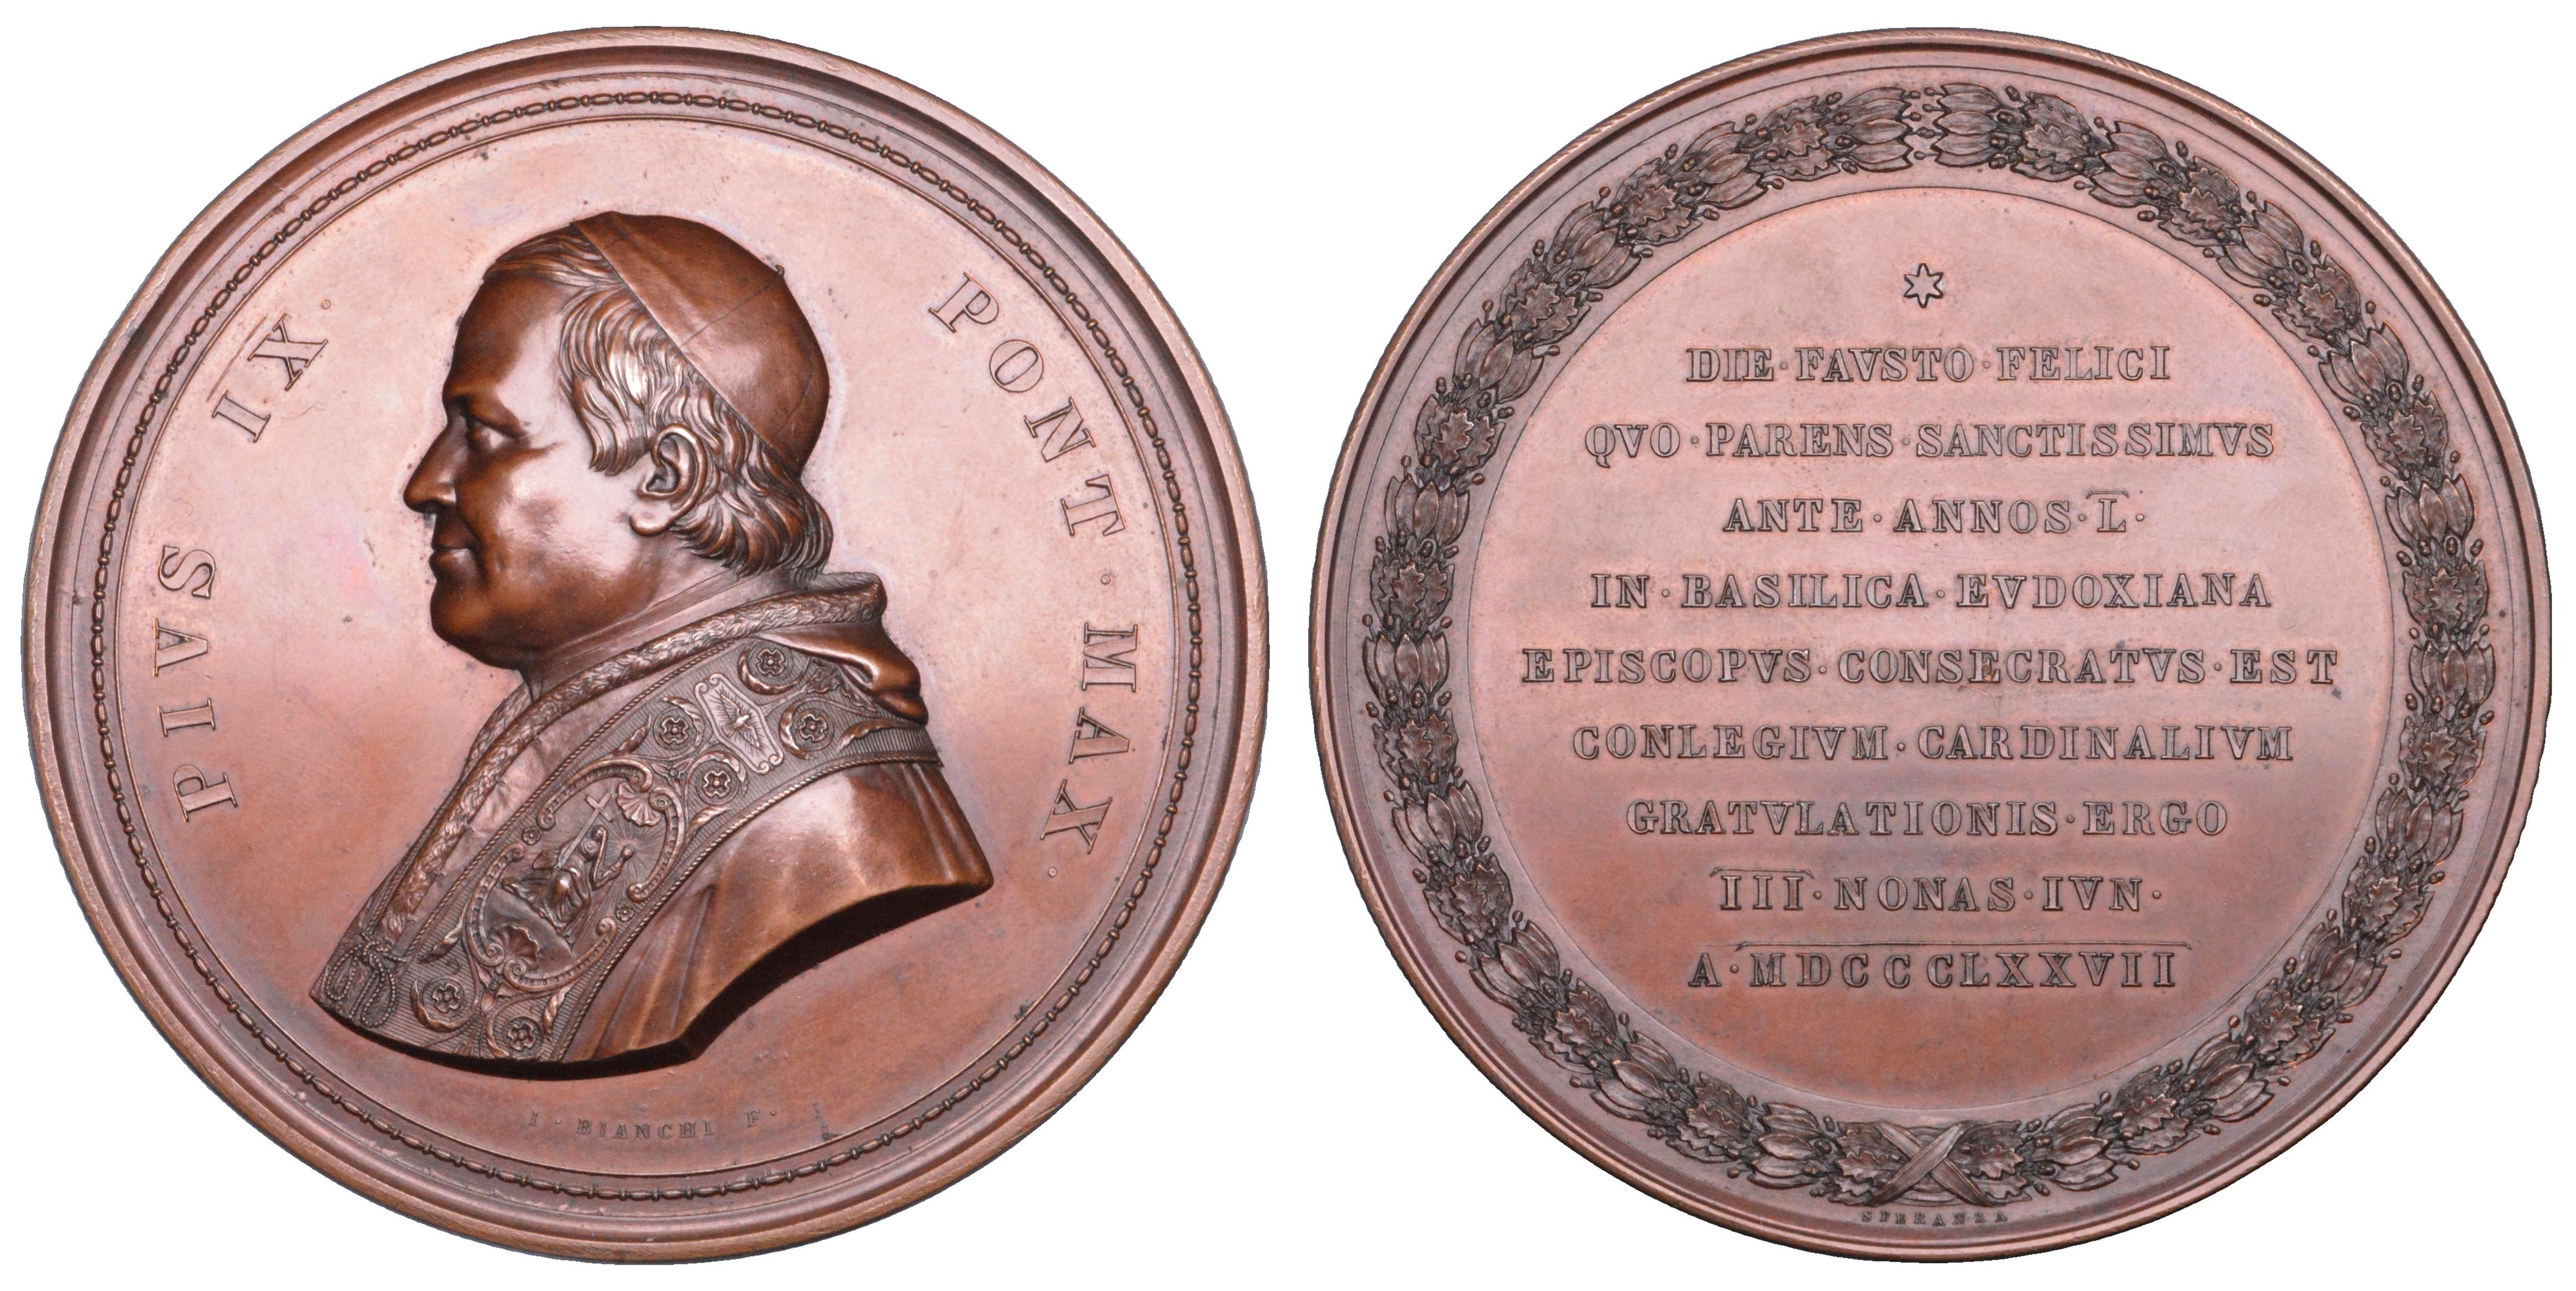 PIVS IX · PONT · MAX ·
I · BIANCHI F ·
DIE · FAVSTO · FELICI
QVO · PARENS · SANCTISSIMVS
ANTE · ANNOS · L ·
IN · BASILICA · EVDOXIANA
EPISCOPVS · CONSECRATVS · EST
CONLEGIVM · CARDINALIVM
GRATVLATIONIS · ERGO
III · NONAS · IVN ·
A · MDCCCLXXVII
SPERANZA